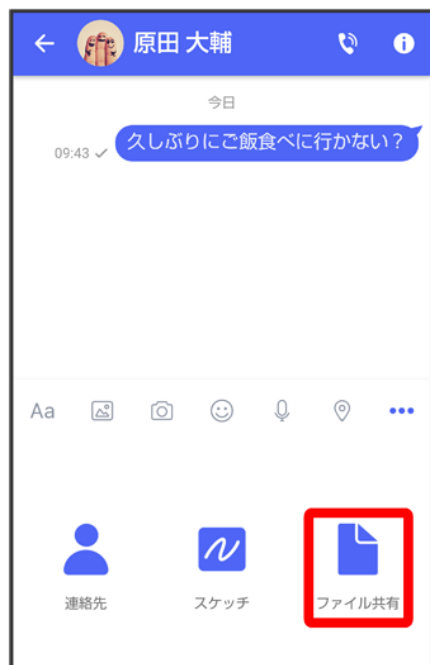 原田 大輔
今日
久しぶりにご飯食べに行かない？
09:43
Aa
連絡先
スケッチ
ファイル共有